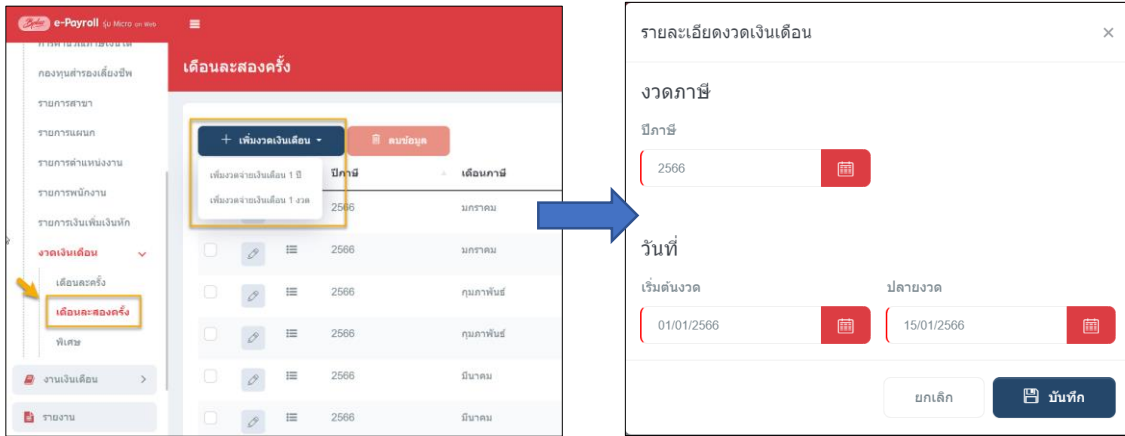 e-Payroll รุ่น Micro on Web
กองทุนสำรองเลี้ยงชีพ
รายการสาขา
รายการแผนก
รายการตำแหน่งงาน
รายการพนักงาน
รายการเงินเพิ่มเงินหัก
งวดเงินเดือน
เดือนละครั้ง
เดือนละสองครั้ง
พิเศษ
งานเงินเดือน
รายงาน
เดือนละสองครั้ง
+ เพิ่มงวดเงินเดือน
ลบข้อมูล
เพิ่มงวดจ่ายเงินเดือน 1 ปี
เพิ่มงวดจ่ายเงินเดือน 1 งวด
ปีภาษี เดือนภาษี
2566 มกราคม
2566 มกราคม
2566 กุมภาพันธ์
2566 กุมภาพันธ์
2566 มีนาคม
2566 มีนาคม
รายละเอียดงวดเงินเดือน
งวดภาษี
ปีภาษี
2566
วันที่
เริ่มต้นงวด ปลายงวด
01/01/2566 15/01/2566
ยกเลิก บันทึก